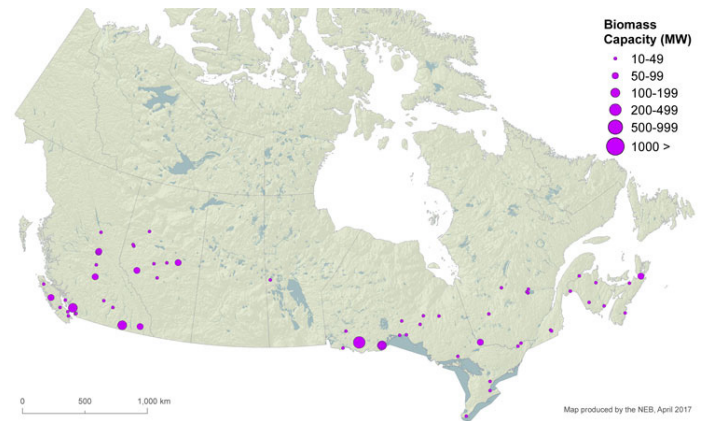 Biomass
Capacity (MW)
10-49
50-99
100-199
200-499
500-999
1000 >
0 500 1,000 km
Map produced by the NEB, April 2017